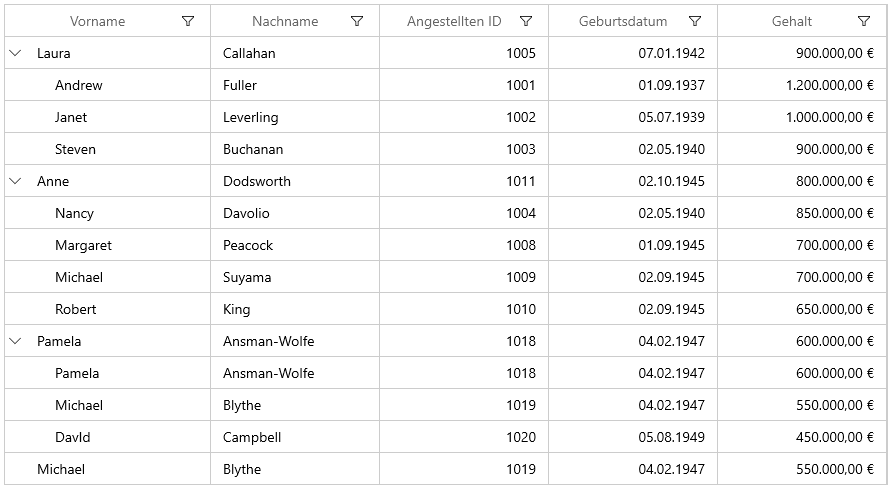 Vorname Nachname Angestellten ID Geburtsdatum Gehalt
Laura Callahan 1005 07.01.1942 900.000,00 €
Andrew Fuller 1001 01.09.1937 1.200.000,00 €
Janet Leverling 1002 05.07.1939 1.000.000,00 €
Steven Buchanan 1003 02.05.1940 900.000,00 €
Anne Dodsworth 1011 02.10.1945 800.000,00 €
Nancy Davolio 1004 02.05.1940 850.000,00 €
Margaret Peacock 1008 01.09.1945 700.000,00 €
Michael Suyama 1009 02.09.1945 700.000,00 €
Robert King 1010 02.09.1945 650.000,00 €
Pamela Ansman-Wolfe 1018 04.02.1947 600.000,00 €
Pamela Ansman-Wolfe 1018 04.02.1947 600.000,00 €
Michael Blythe 1019 04.02.1947 550.000,00 €
DavId Campbell 1020 05.08.1949 450.000,00 €
Michael Blythe 1019 04.02.1947 550.000,00 €